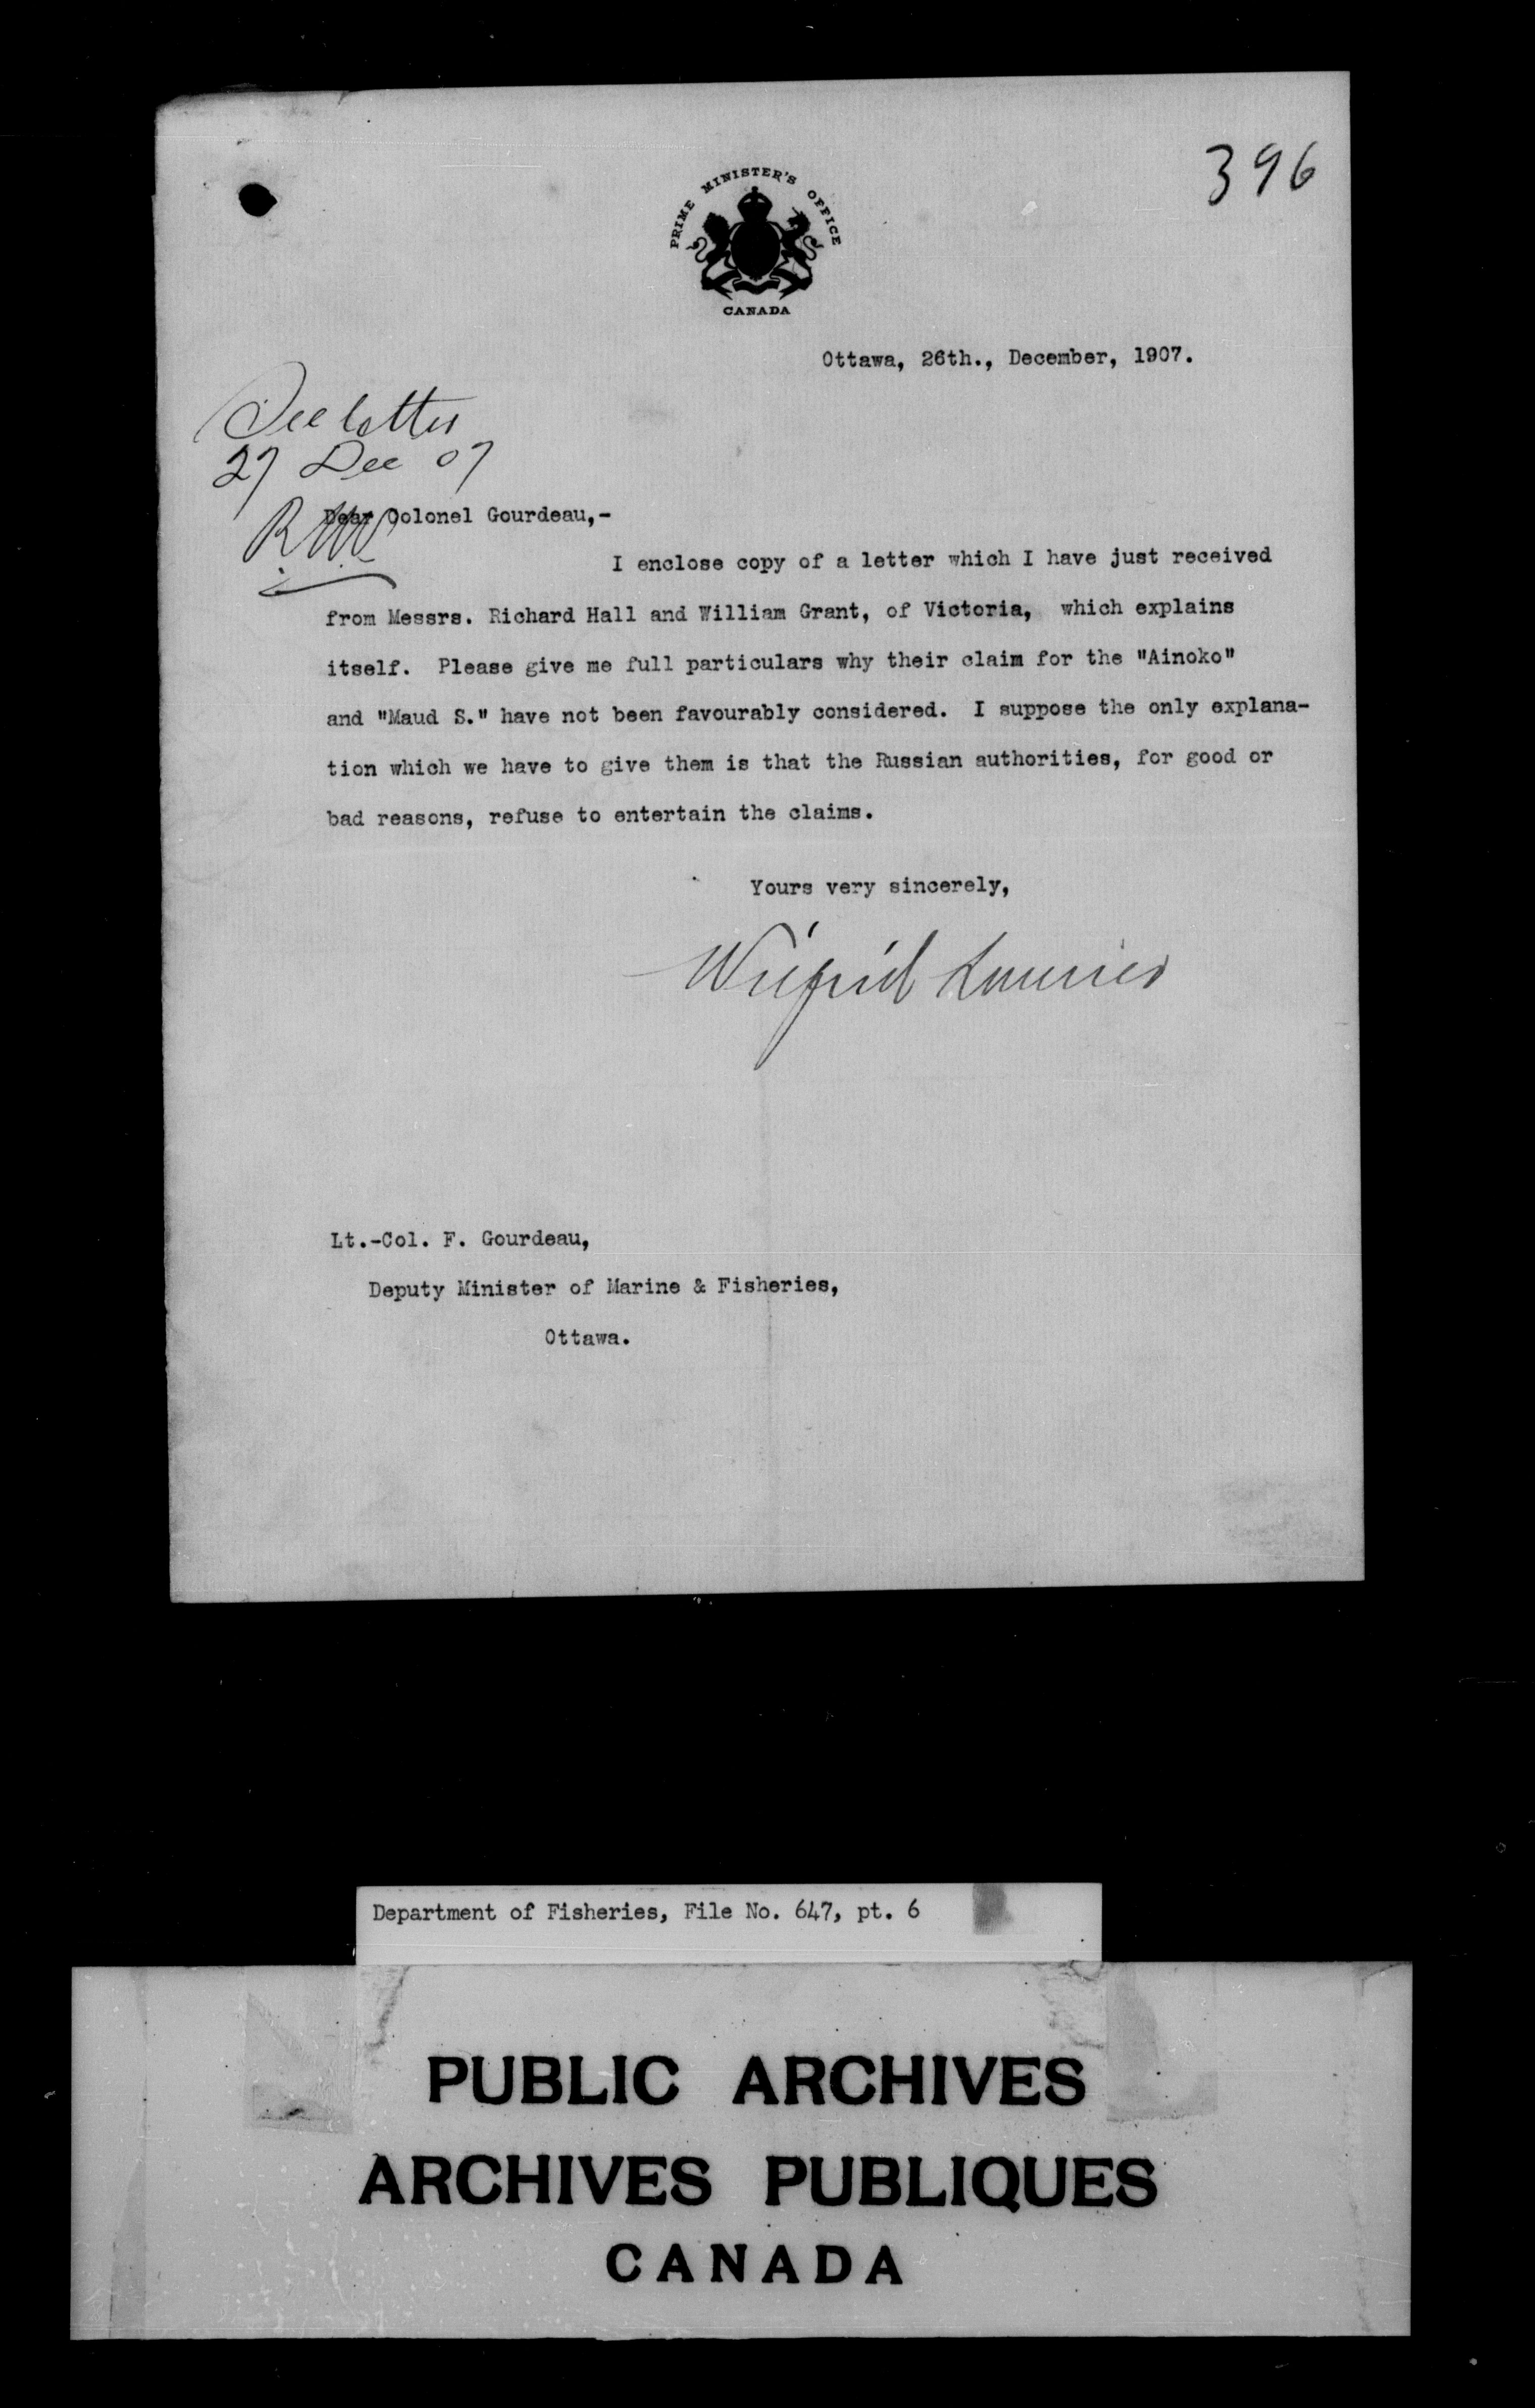 396
PRIME MINISTER'S OFFICE
CANADA
Ottawa, 26th., December, 1907.
See letter
27 Dec 07
Dear Colonel Gourdeau,-
I enclose copy of a letter which I have just received
from Messrs. Richard Hall and William Grant, of Victoria, which explains
itself. Please give me full particulars why their claim for the "Ainoko"
and "Maud S." have not been favourably considered. I suppose the only explana-
tion which we have to give them is that the Russian authorities, for good or
bad reasons, refuse to entertain the claims.
Yours very sincerely,
Wilfrid Laurier
Lt.-Col. F. Gourdeau,
Deputy Minister of Marine & Fisheries,
Ottawa.
Department of Fisheries, File No. 647, pt. 6
PUBLIC ARCHIVES
ARCHIVES PUBLIQUES
CANADA